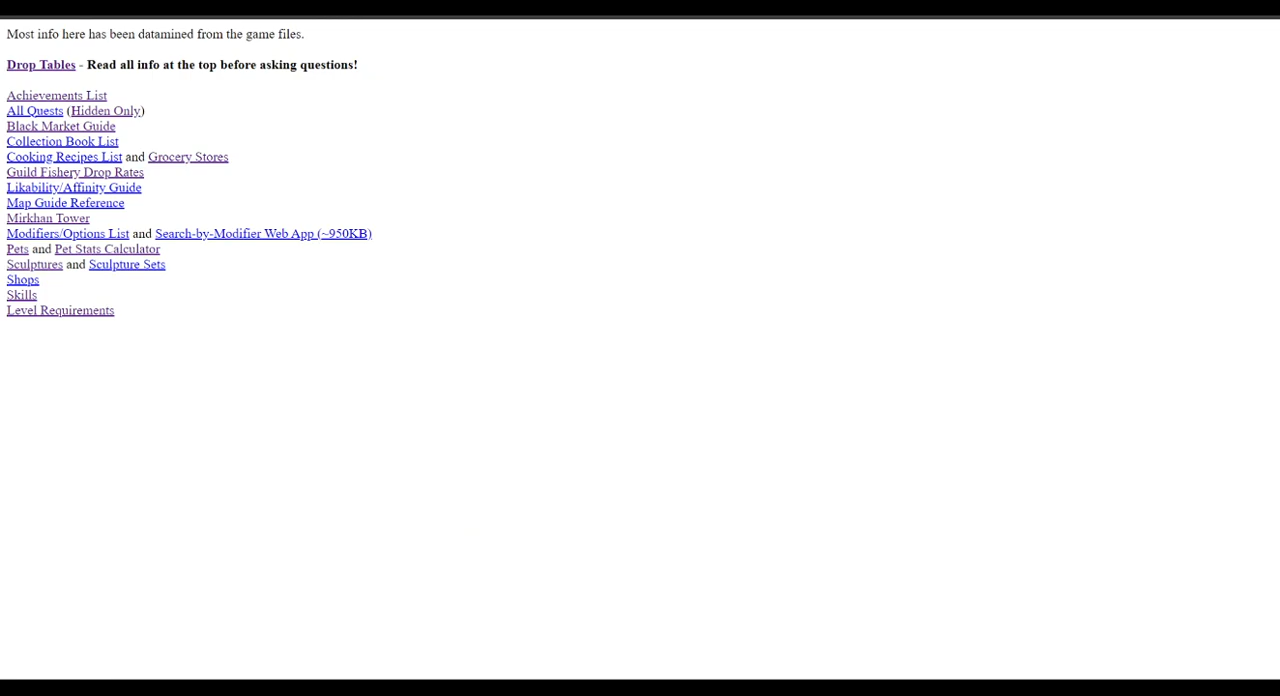 Most info here has been datamined from the game files.
Drop Tables - Read all info at the top before asking questions!
Achievements List
All Quests (Hidden Only)
Black Market Guide
Collection Book List
Cooking Recipes List and Grocery Stores
Guild Fishery Drop Rates
Likability/Affinity Guide
Map Guide Reference
Mirkhan Tower
Modifiers/Options List and Search-by-Modifier Web App (~950KB)
Pets and Pet Stats Calculator
Sculptures and Sculpture Sets
Shops
Skills
Level Requirements